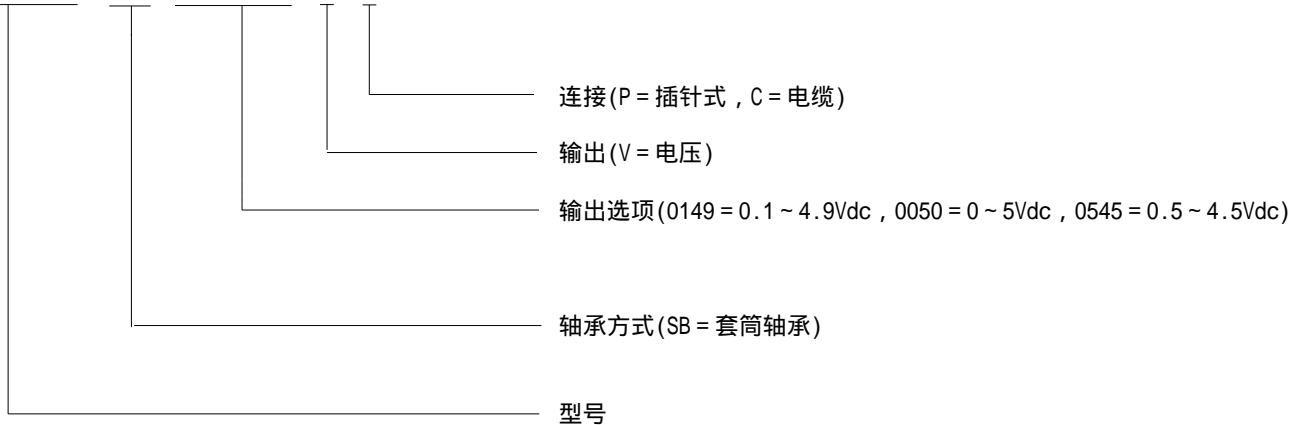 连接(P=插针式,C=电缆)
输出(V=电压)
输出选项(0149=0.1~4.9Vdc,0050=0~5Vdc,0545=0.5~4.5Vdc)
轴承方式(SB=套筒轴承)
型号